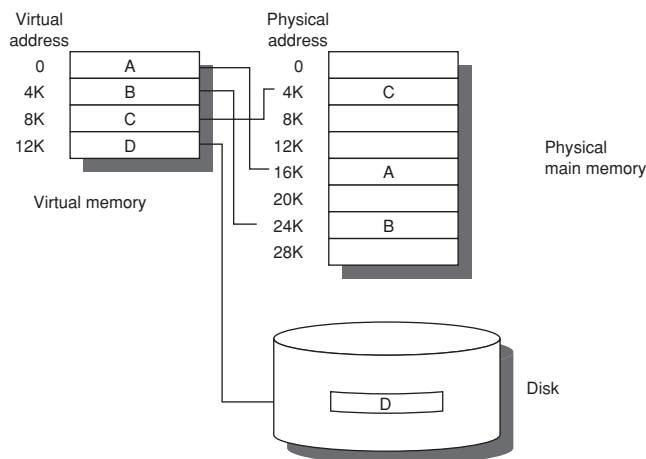 Virtual
address
0
A
4K
B
8K
C
12K
D
Virtual memory
Physical
address
0
4K
C
8K
12K
16K
A
20K
24K
B
28K
Physical
main memory
D
Disk